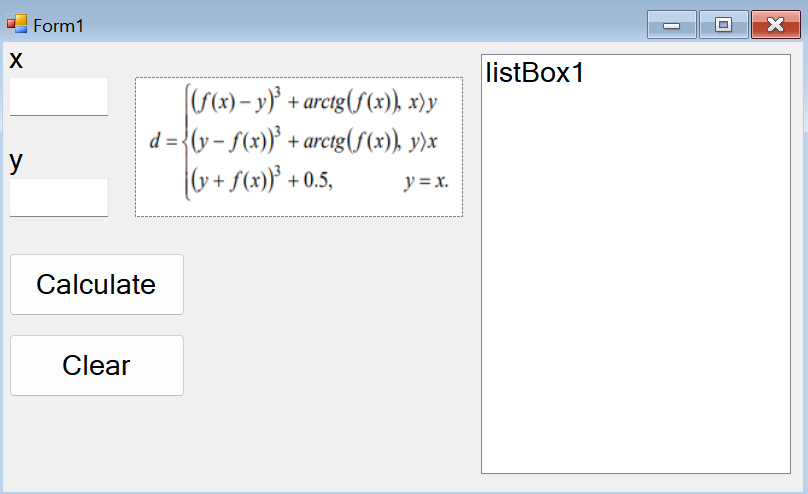 Form1
x
y
d = { (f(x) − y)³ + arctg(f(x)), x⟩y
(y − f(x))³ + arctg(f(x)), y⟩x
(y + f(x))³ + 0.5, y = x.
Calculate
Clear
listBox1